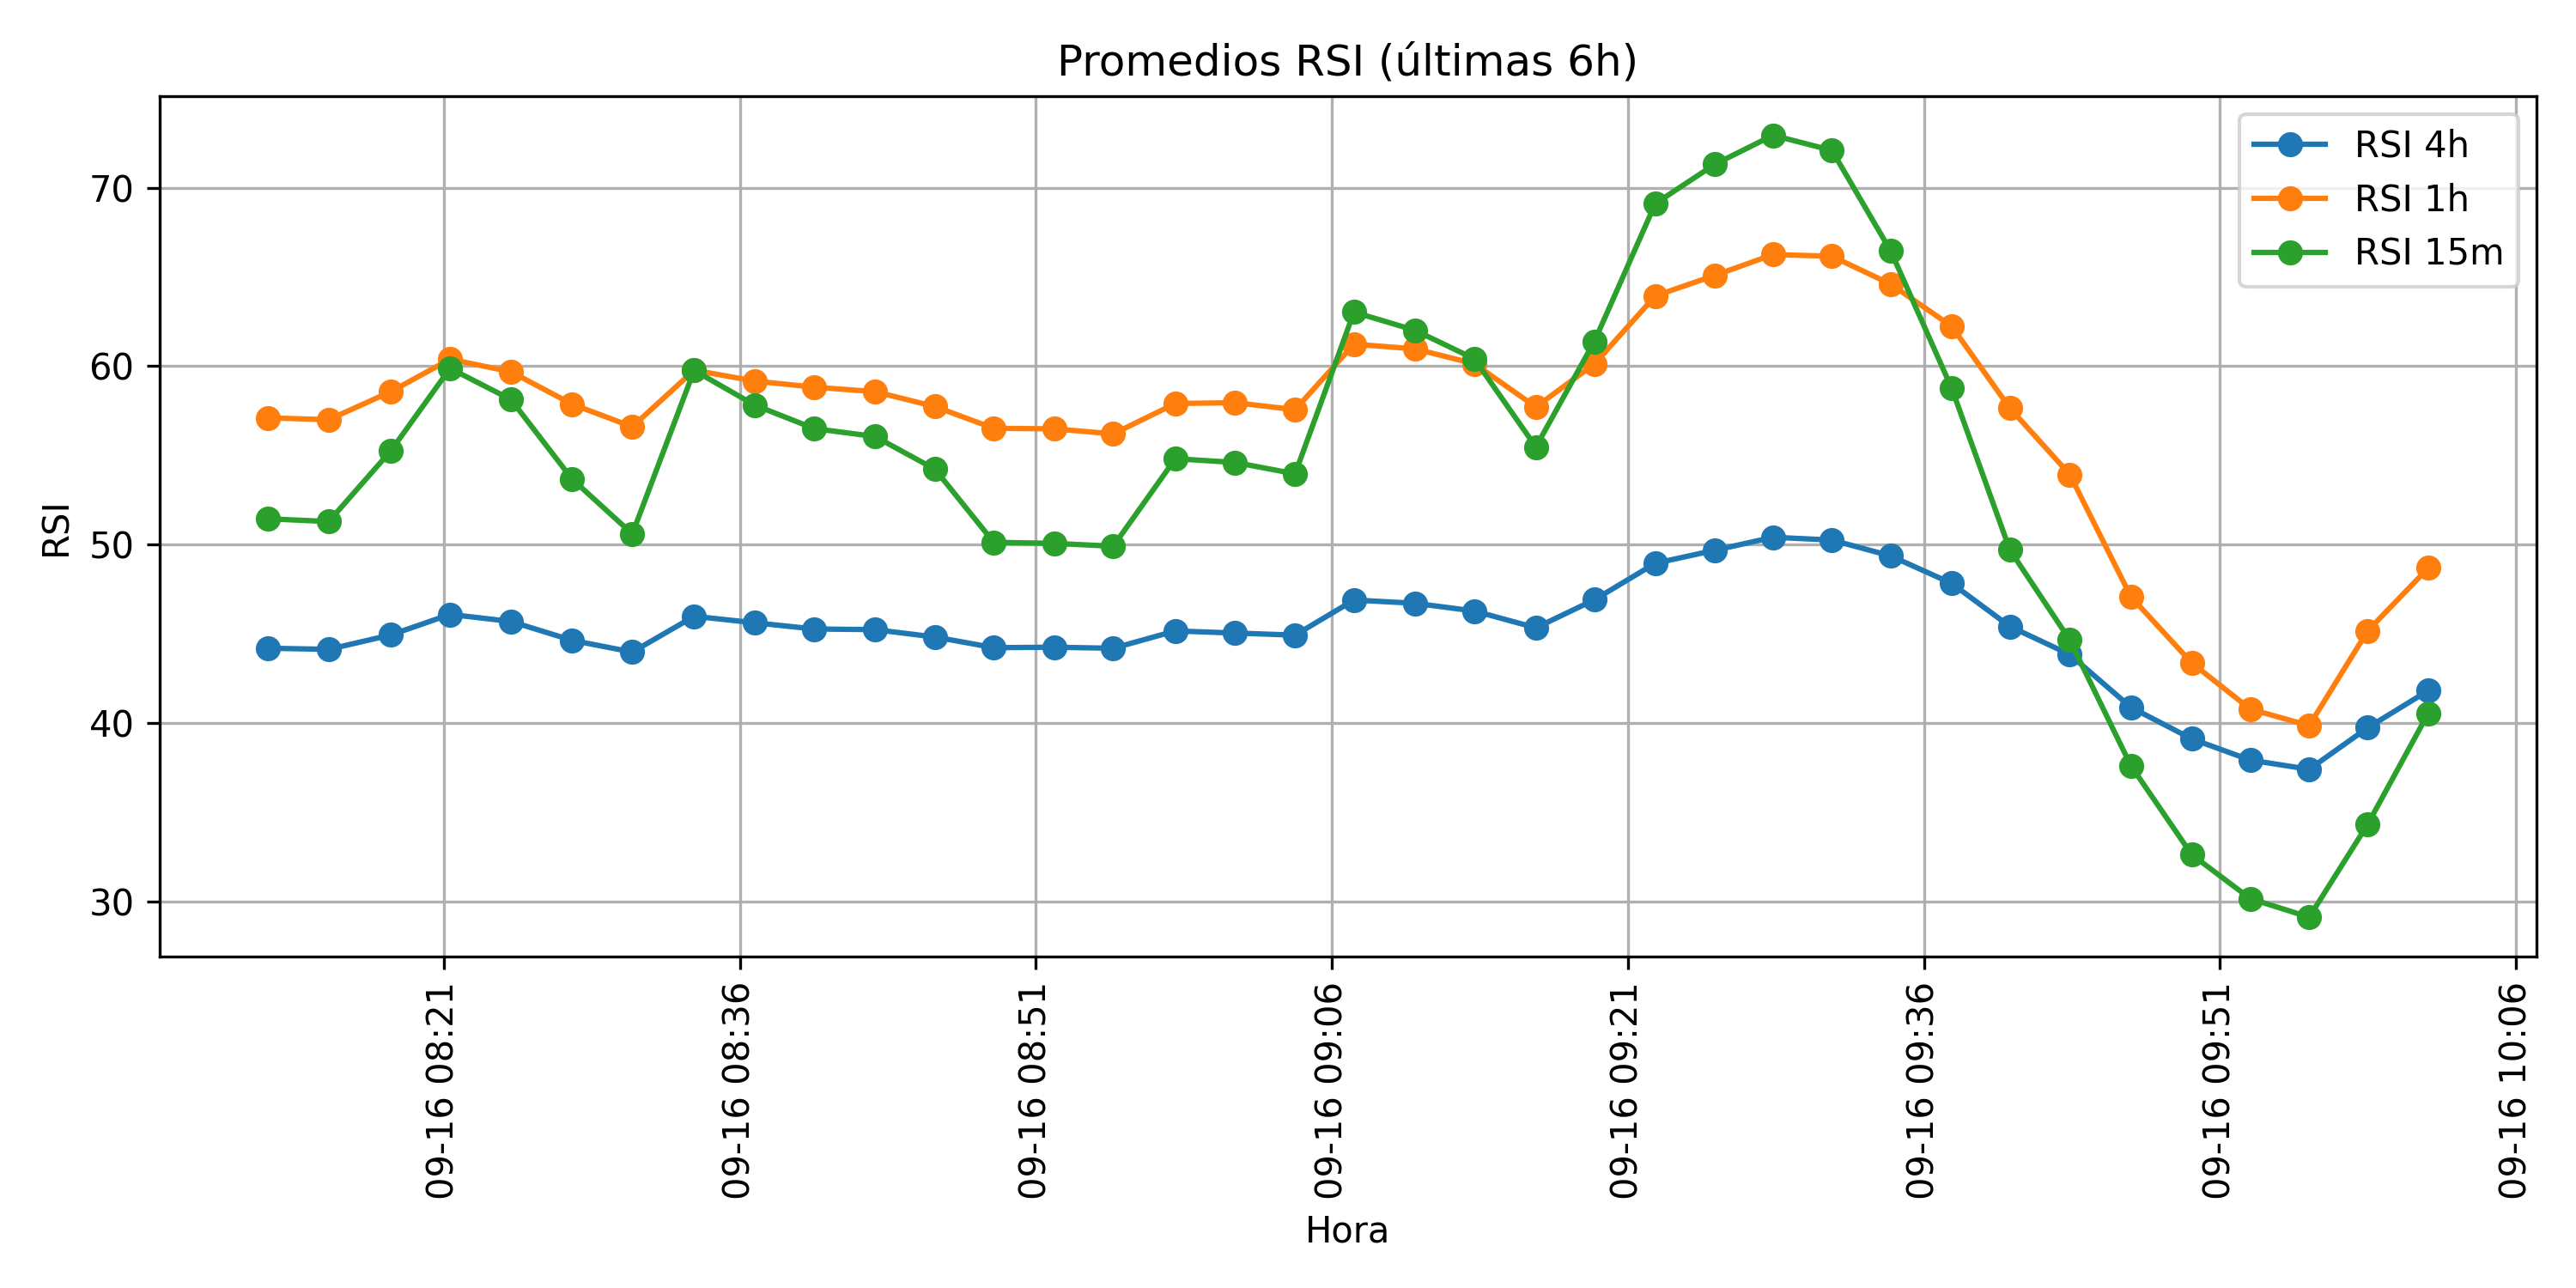 Promedios RSI (últimas 6h)
RSI 4h
RSI 1h
RSI 15m
RSI
70
60
50
40
30
09-16 08:21
09-16 08:36
09-16 08:51
09-16 09:06
09-16 09:21
09-16 09:36
09-16 09:51
09-16 10:06
Hora